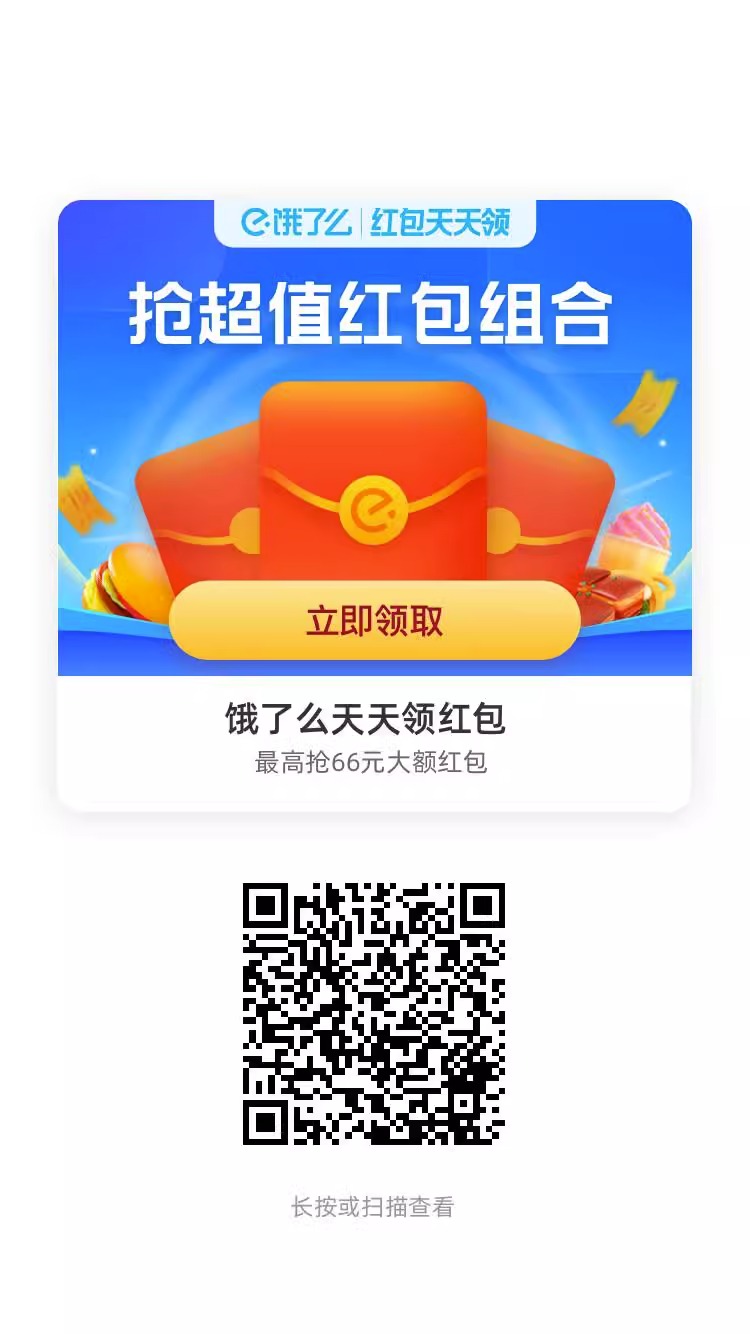 饿了么|红包天天领
抢超值红包组合
立即领取
饿了么天天领红包
最高抢66元大额红包
长按或扫描查看